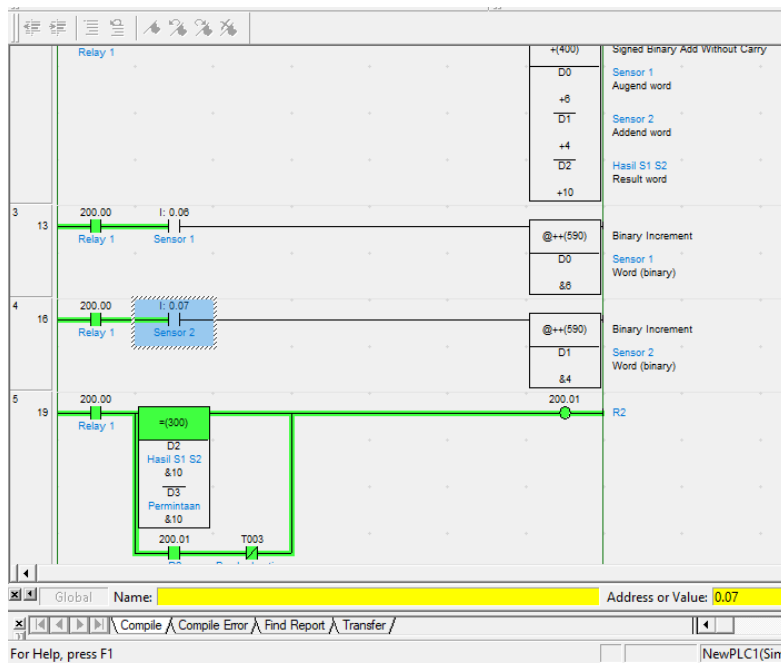 +(400) Signed Binary Add Without Carry
Relay 1
D0 Sensor 1
Augend word
+6
D1 Sensor 2
Addend word
+4
D2 Hasil S1 S2
Result word
+10
3 200.00 I: 0.06
13
Relay 1 Sensor 1 @++(590) Binary Increment
D0 Sensor 1
Word (binary)
&6
4 200.00 I: 0.07
16
Relay 1 Sensor 2 @++(590) Binary Increment
D1 Sensor 2
Word (binary)
&4
5 200.00 200.01
19 R2
Relay 1 =(300)
D2
Hasil S1 S2
&10
D3
Permintaan
&10
200.01 T003
Global Name: Address or Value: 0.07
Compile Compile Error Find Report Transfer
For Help, press F1 NewPLC1(Sin